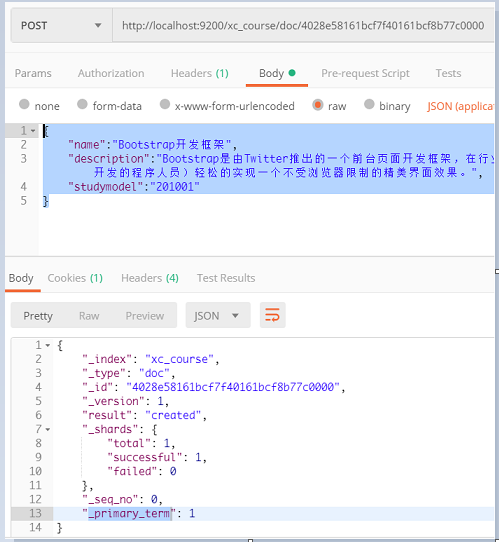 POST http://localhost:9200/xc_course/doc/4028e58161bcf7f40161bcf8b77c0000
Params Authorization Headers (1) Body Pre-request Script Tests
none form-data x-www-form-urlencoded raw binary JSON (applicat
1 {
2 "name":"Bootstrap开发框架",
3 "description":"Bootstrap是由Twitter推出的一个前台页面开发框架，在行业
开发的程序人员）轻松的实现一个不受浏览器限制的精美界面效果。",
4 "studymodel":"201001"
5 }
Body Cookies (1) Headers (4) Test Results
Pretty Raw Preview JSON
1 {
2 "_index": "xc_course",
3 "_type": "doc",
4 "_id": "4028e58161bcf7f40161bcf8b77c0000",
5 "_version": 1,
6 "result": "created",
7 "_shards": {
8 "total": 1,
9 "successful": 1,
10 "failed": 0
11 },
12 "_seq_no": 0,
13 "_primary_term": 1
14 }